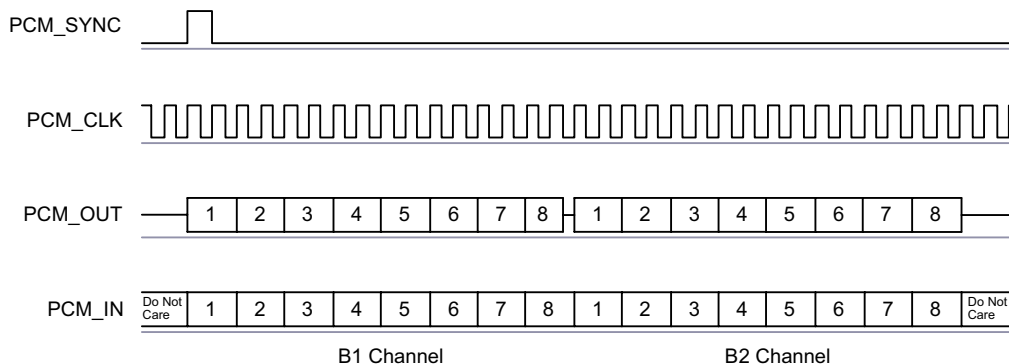 PCM_SYNC
PCM_CLK
PCM_OUT 1 2 3 4 5 6 7 8 1 2 3 4 5 6 7 8
PCM_IN Do Not Care 1 2 3 4 5 6 7 8 1 2 3 4 5 6 7 8 Do Not Care
B1 Channel B2 Channel